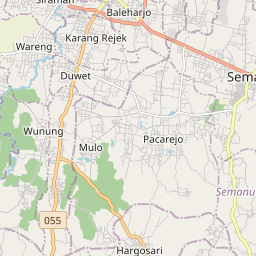 Siraman
Baleharjo
Karang Rejek
Wareng
Duwet
Sema
Wunung
Mulo
Pacarejo
Semanu
055
Hargosari